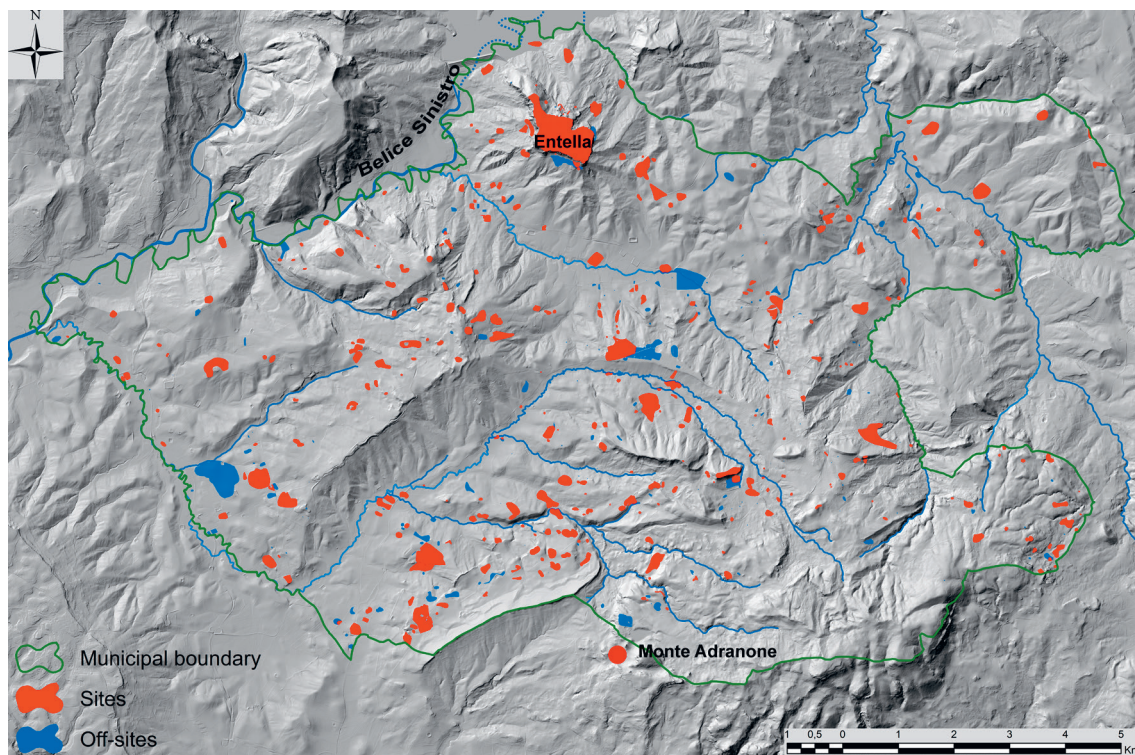 N
Belice Sinistro
Entella
Monte Adranone
Municipal boundary
Sites
Off-sites
1 0,5 0 1 2 3 4 5
Km